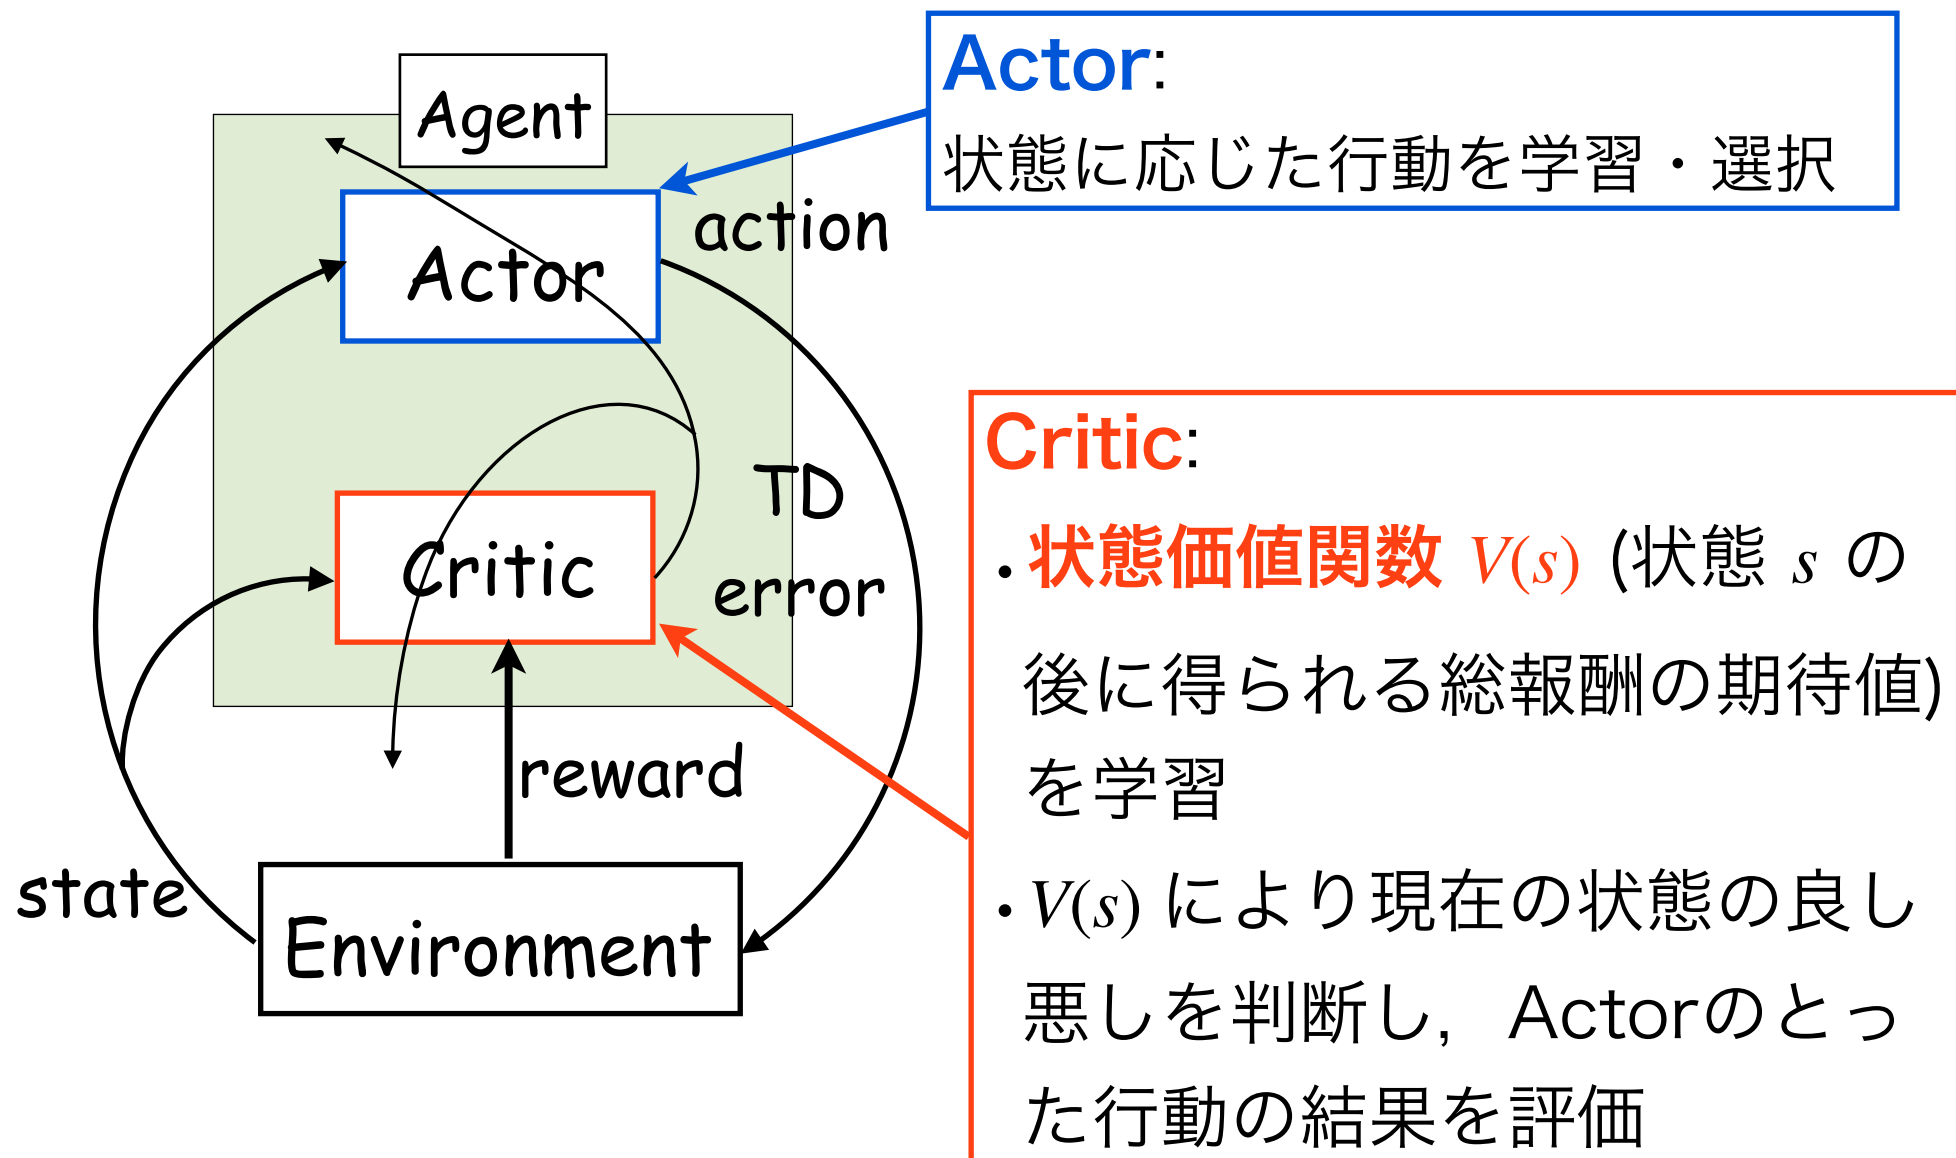 Agent
Actor
action
Critic
TD
error
reward
state
Environment
Actor:
状態に応じた行動を学習・選択
Critic:
・状態価値関数 V(s) (状態 s の
後に得られる総報酬の期待値)
を学習
・V(s) により現在の状態の良し
悪しを判断し，Actorのとっ
た行動の結果を評価